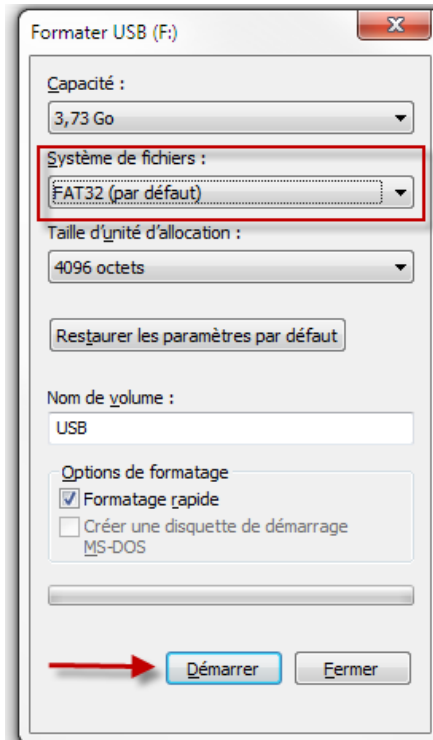 Formater USB (F:)
Capacité :
3,73 Go
Système de fichiers :
FAT32 (par défaut)
Taille d'unité d'allocation :
4096 octets
Restaurer les paramètres par défaut
Nom de volume :
USB
Options de formatage
Formatage rapide
Créer une disquette de démarrage
MS-DOS
Démarrer Fermer